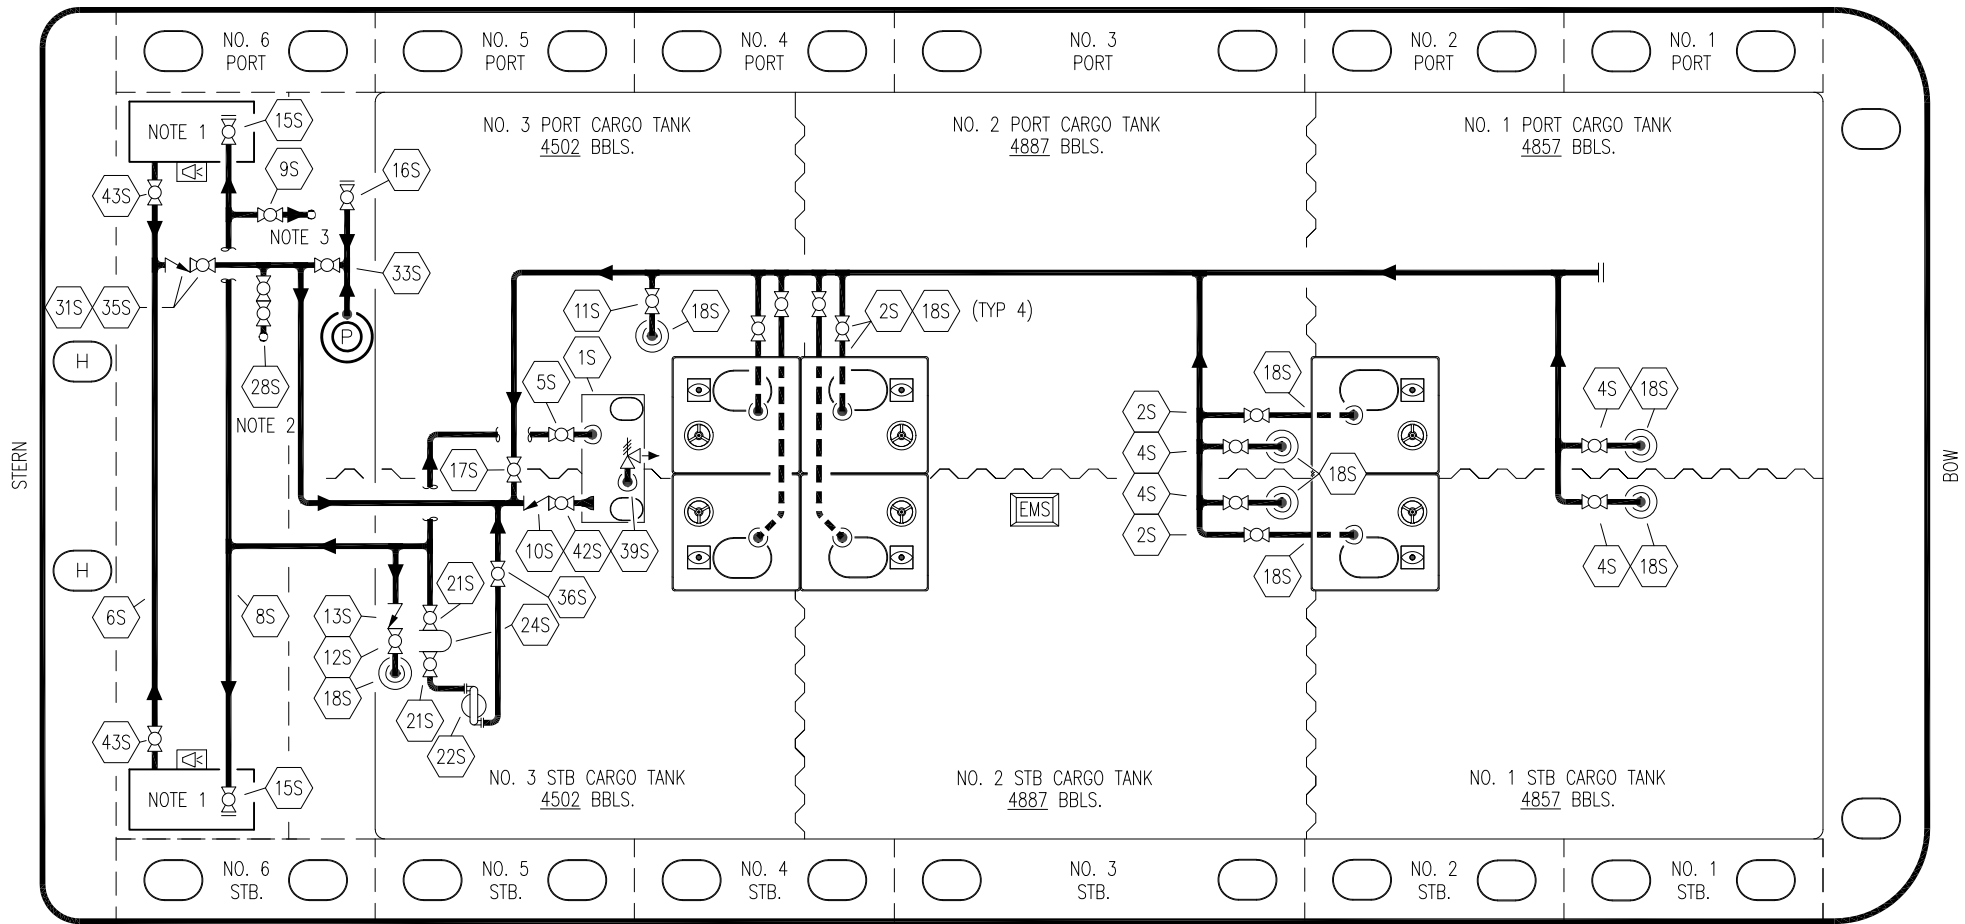 NO. 6
PORT
NO. 5
PORT
NO. 4
PORT
NO. 3
PORT
NO. 2
PORT
NO. 1
PORT
NOTE 1
15S
9S
43S
16S
NOTE 3
33S
31S
35S
P
28S
NOTE 2
H
H
STERN
BOW
NO. 3 PORT CARGO TANK
4502 BBLS.
NO. 2 PORT CARGO TANK
4887 BBLS.
NO. 1 PORT CARGO TANK
4857 BBLS.
11S
18S
2S
18S
(TYP 4)
1S
5S
17S
10S
42S
39S
EMS
18S
2S
4S
4S
2S
18S
18S
4S
18S
4S
18S
6S
8S
13S
12S
18S
21S
36S
24S
21S
22S
43S
NOTE 1
15S
NO. 3 STB CARGO TANK
4502 BBLS.
NO. 2 STB CARGO TANK
4887 BBLS.
NO. 1 STB CARGO TANK
4857 BBLS.
NO. 6
STB.
NO. 5
STB.
NO. 4
STB.
NO. 3
STB.
NO. 2
STB.
NO. 1
STB.